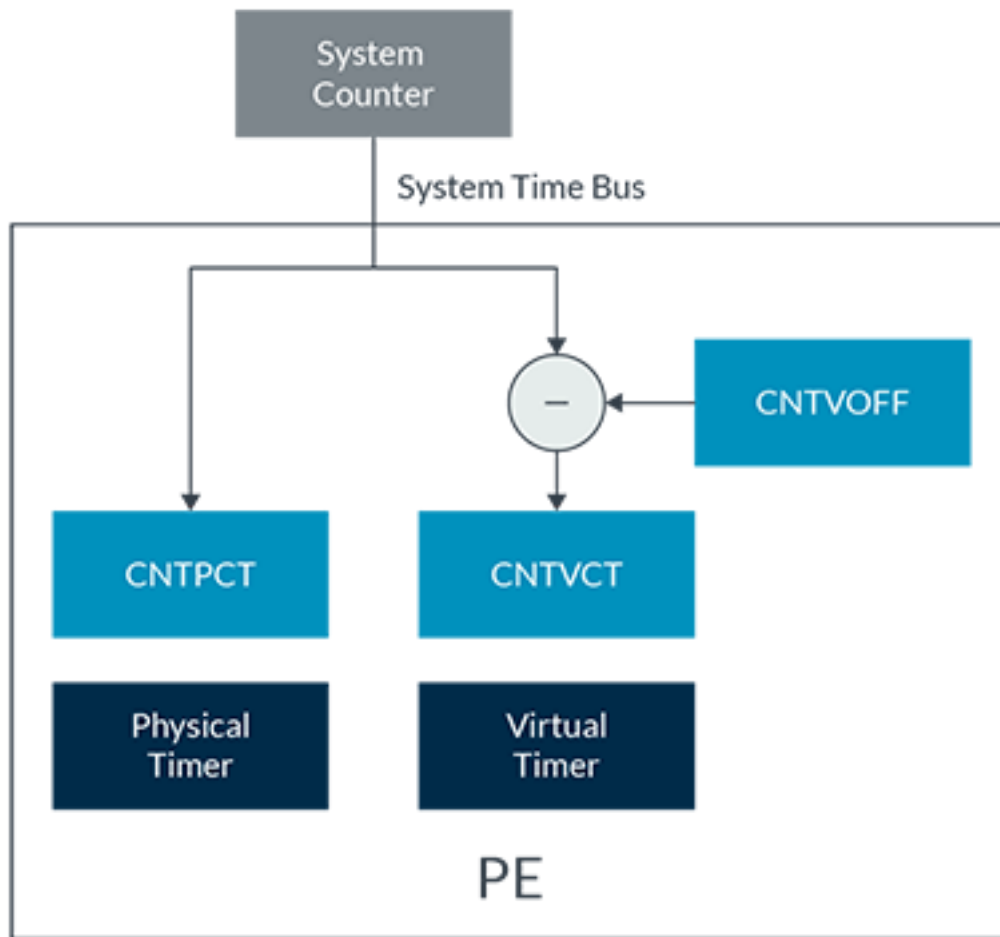 System
Counter
System Time Bus
−
CNTVOFF
CNTPCT
CNTVCT
Physical
Timer
Virtual
Timer
PE